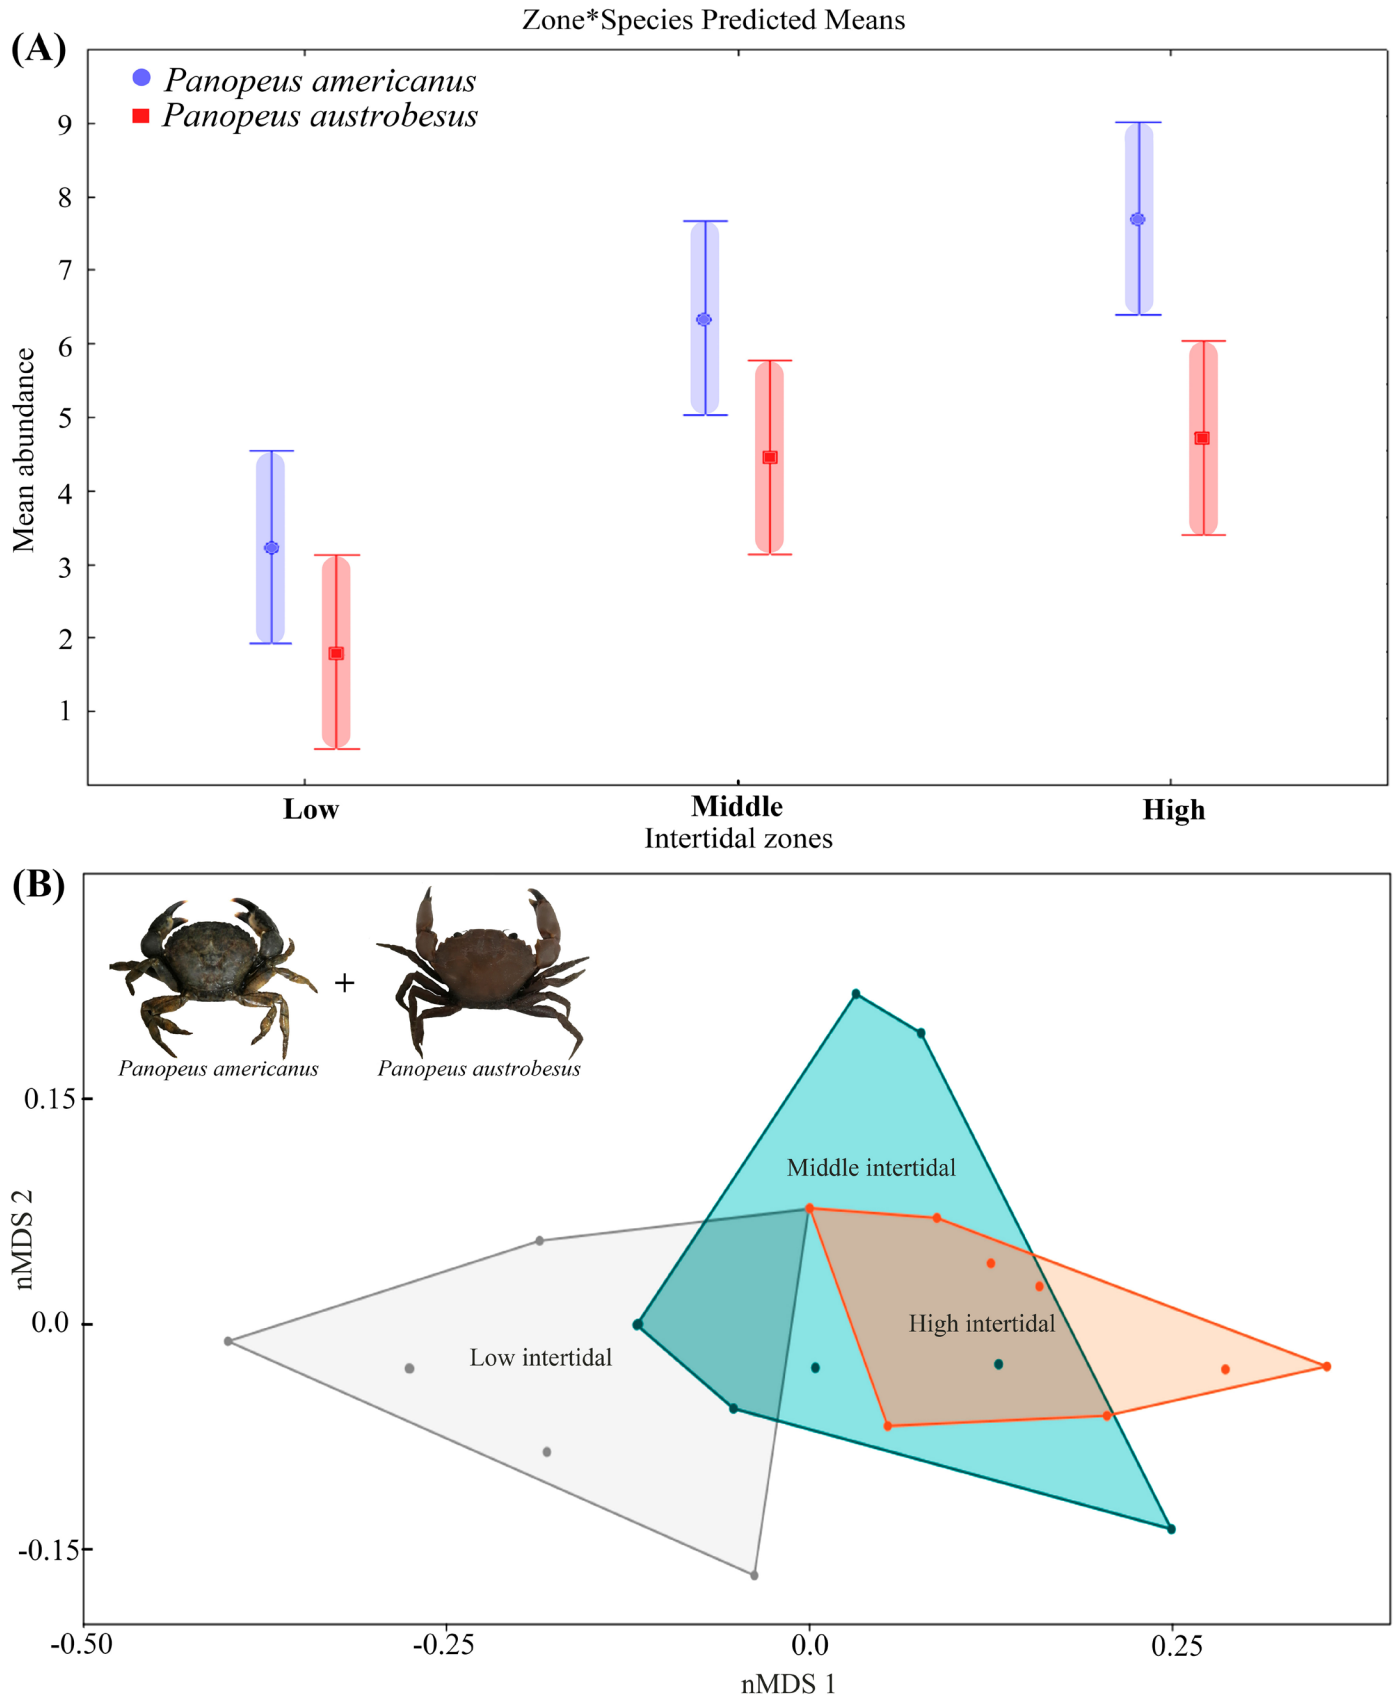 Zone*Species Predicted Means
(A)
Panopeus americanus
Panopeus austrobesus
9
8
7
6
5
4
3
2
1
Mean abundance
Low Middle High
Intertidal zones
(B)
+
Panopeus americanus Panopeus austrobesus
0.15
Middle intertidal
nMDS 2
0.0
High intertidal
Low intertidal
-0.15
-0.50 -0.25 0.0 0.25
nMDS 1